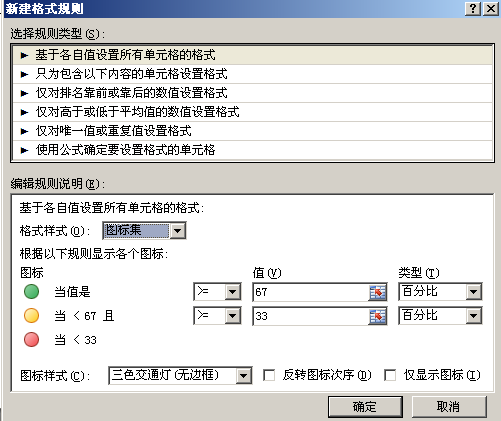 新建格式规则
选择规则类型(S):
► 基于各自值设置所有单元格的格式
► 只为包含以下内容的单元格设置格式
► 仅对排名靠前或靠后的数值设置格式
► 仅对高于或低于平均值的数值设置格式
► 仅对唯一值或重复值设置格式
► 使用公式确定要设置格式的单元格
编辑规则说明(E):
基于各自值设置所有单元格的格式:
格式样式(O): 图标集
根据以下规则显示各个图标:
图标 值(V) 类型(T)
当值是 >= 67 百分比
当 < 67 且 >= 33 百分比
当 < 33
图标样式(C): 三色交通灯(无边框) 反转图标次序(D) 仅显示图标(I)
确定 取消